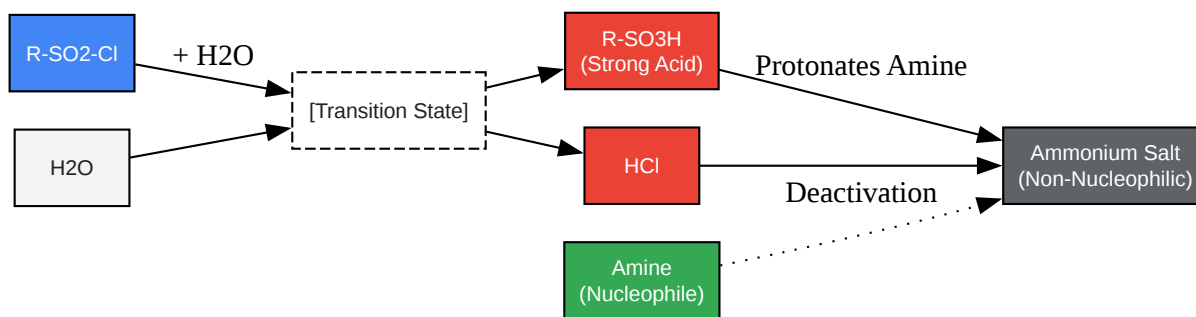 R-SO2-Cl
+ H2O
H2O
[Transition State]
R-SO3H
(Strong Acid)
HCl
Amine
(Nucleophile)
Protonates Amine
Deactivation
Ammonium Salt
(Non-Nucleophilic)